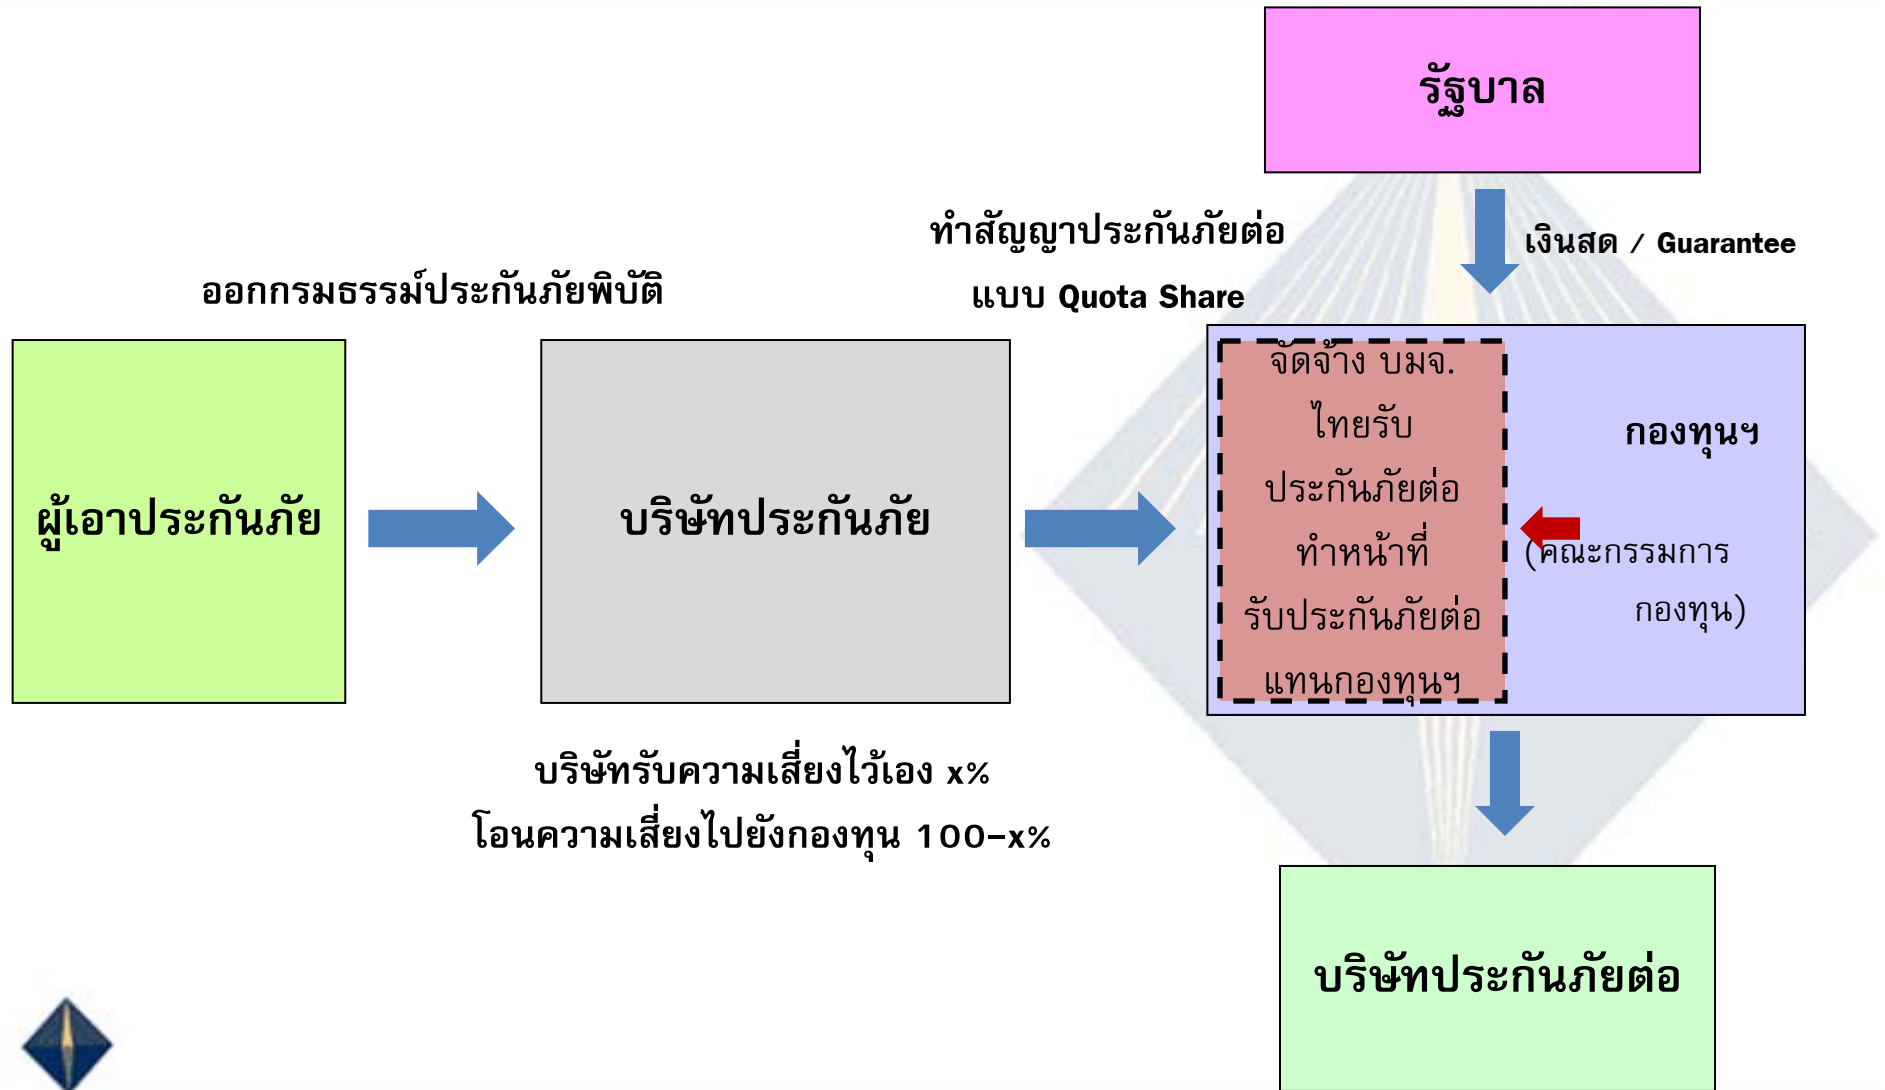 รัฐบาล
ทำสัญญาประกันภัยต่อ
แบบ Quota Share
เงินสด / Guarantee
ออกกรมธรรม์ประกันภัยพิบัติ
ผู้เอาประกันภัย
บริษัทประกันภัย
จัดจ้าง บมจ.
ไทยรับ
ประกันภัยต่อ
ทำหน้าที่
รับประกันภัยต่อ
แทนกองทุนฯ
กองทุนฯ
(คณะกรรมการ
กองทุน)
บริษัทรับความเสี่ยงไว้เอง x%
โอนความเสี่ยงไปยังกองทุน 100-x%
บริษัทประกันภัยต่อ